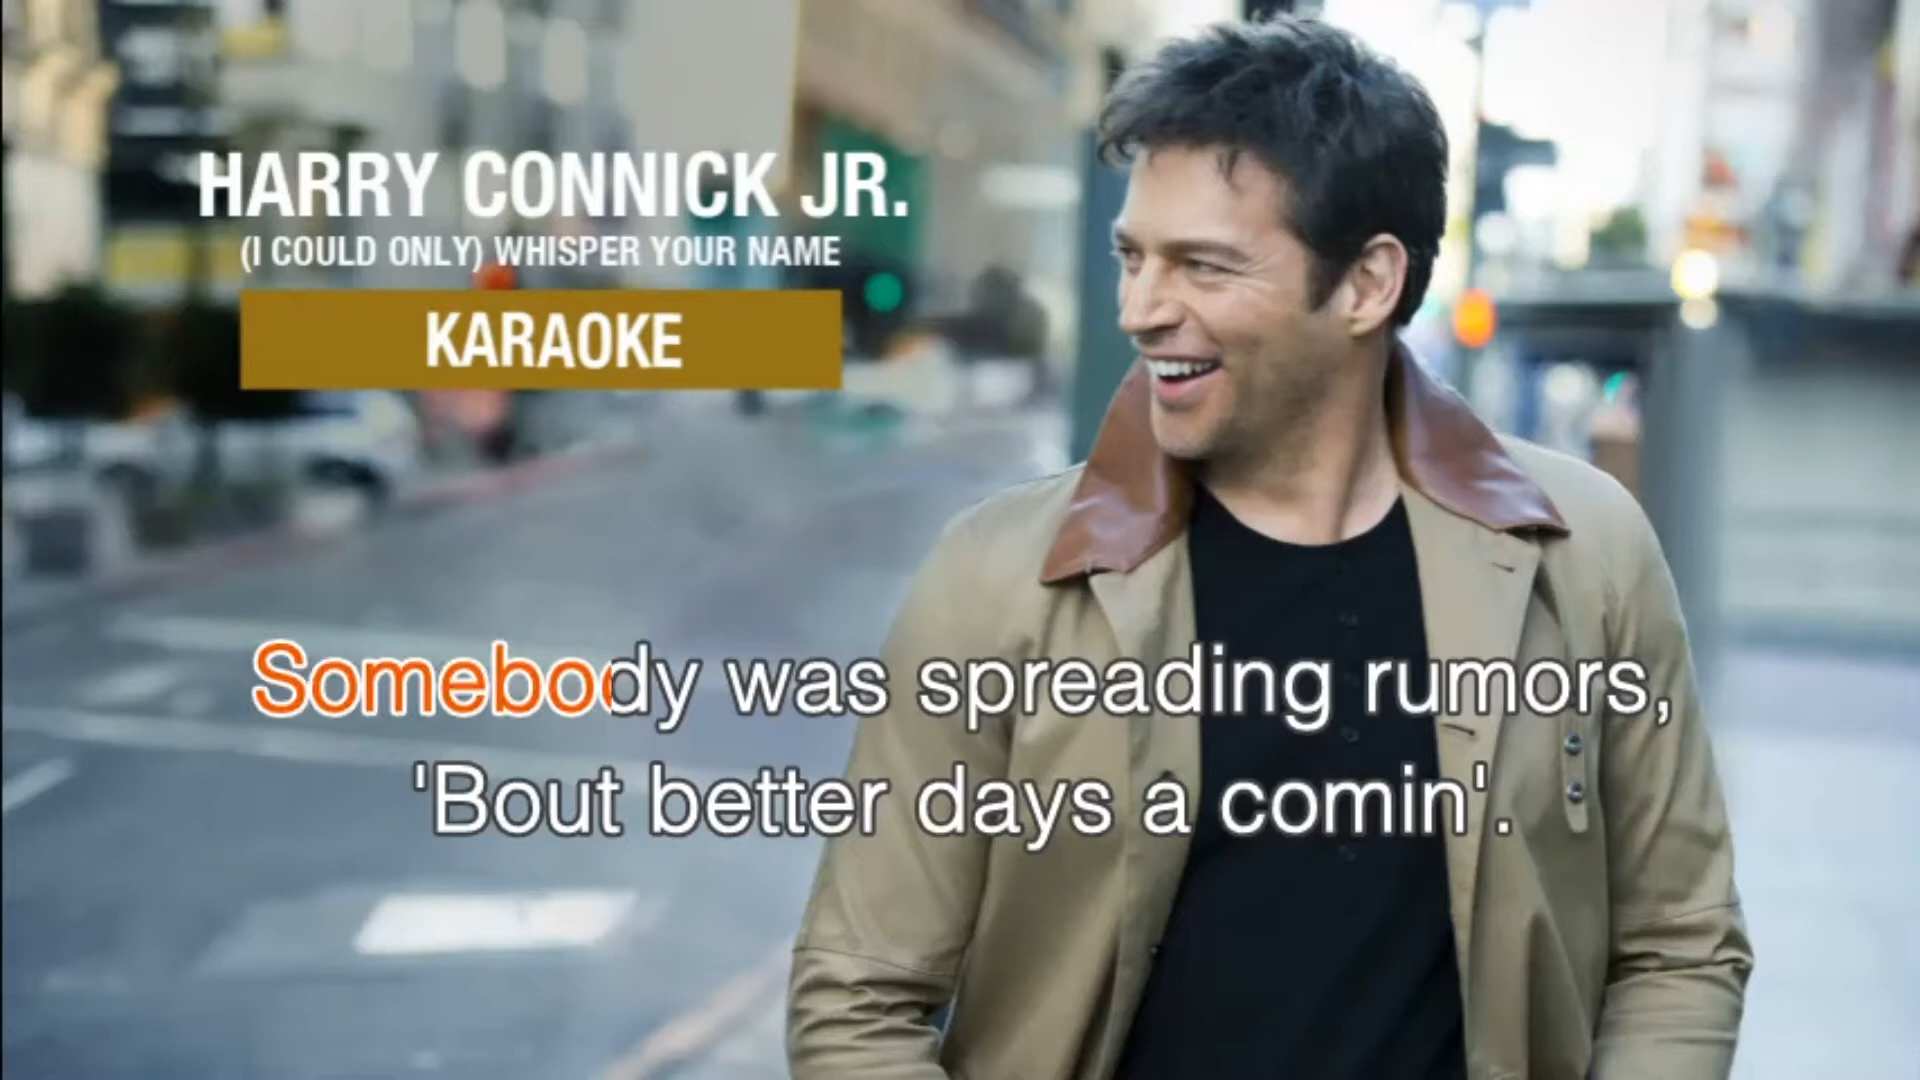 HARRY CONNICK JR.
(I COULD ONLY) WHISPER YOUR NAME
KARAOKE
Somebody was spreading rumors,
'Bout better days a comin'.